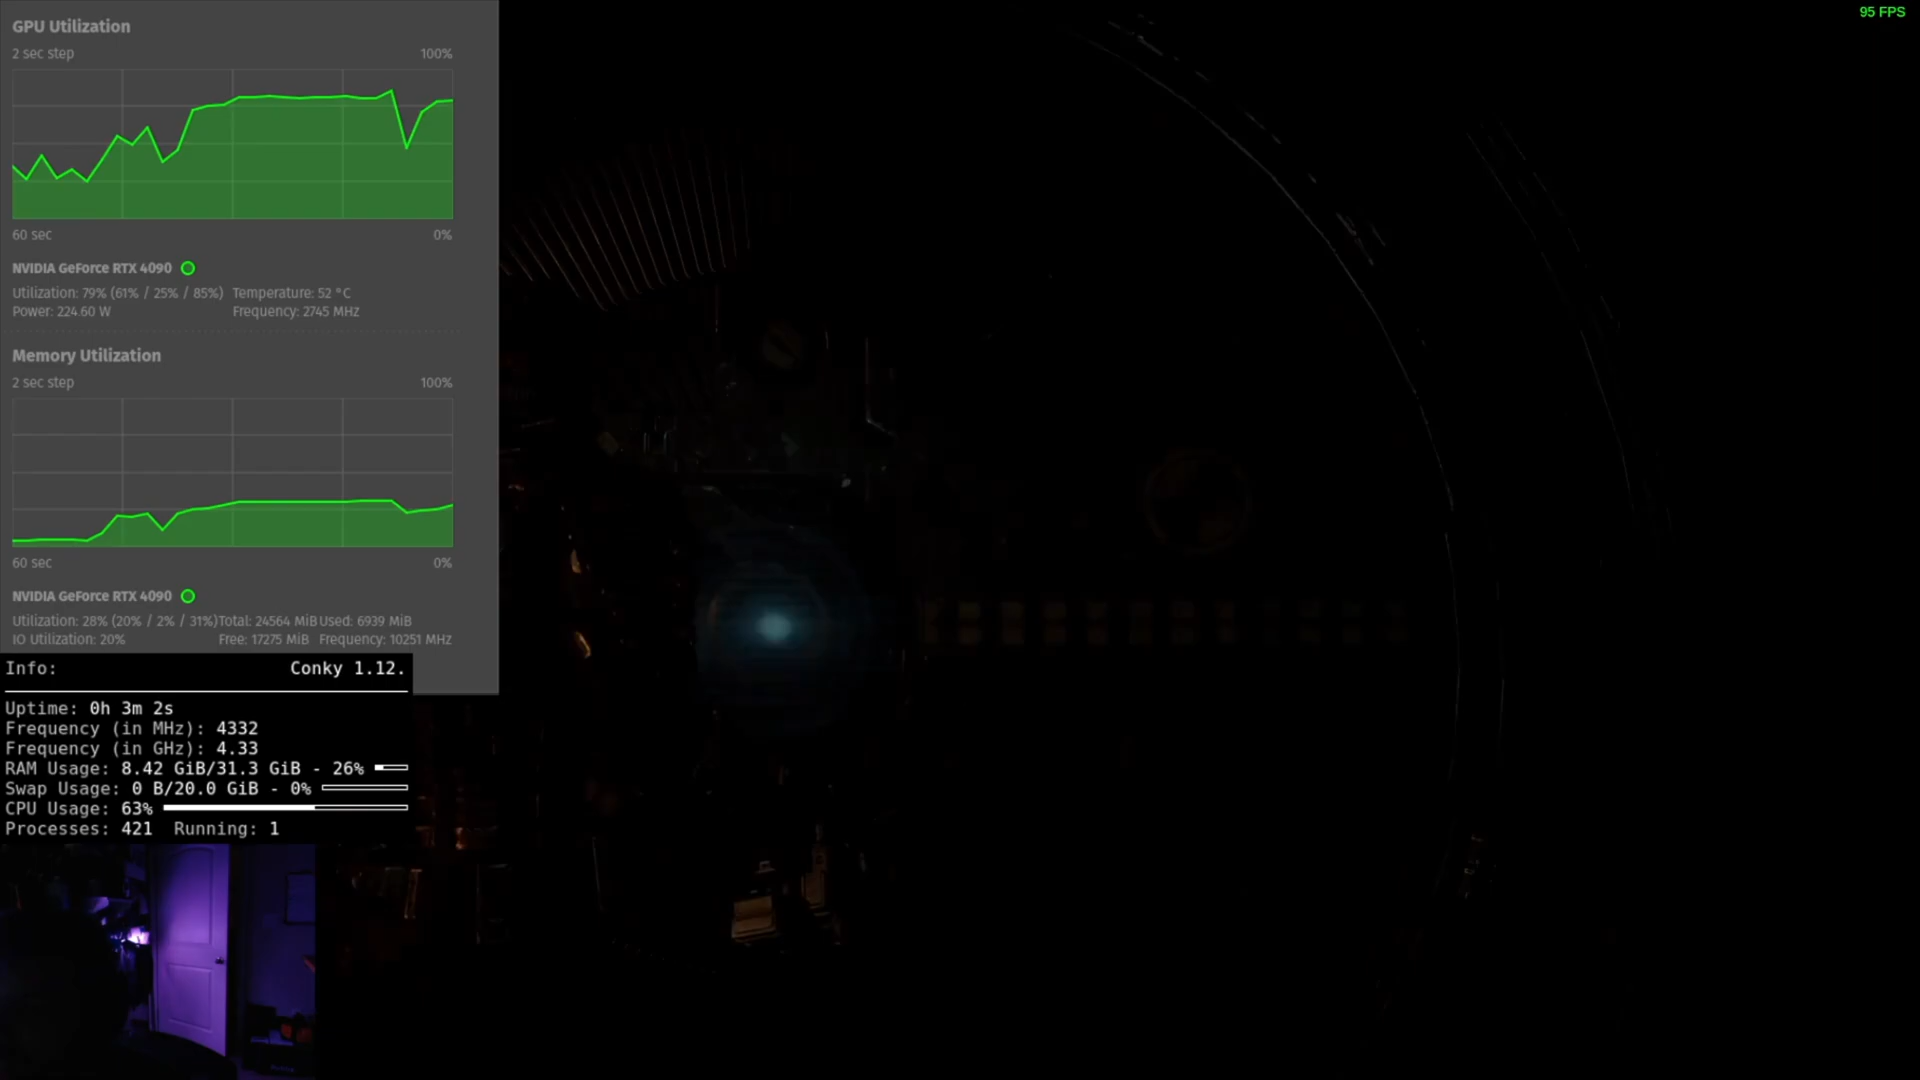 GPU Utilization
2 sec step 100%
60 sec 0%
NVIDIA GeForce RTX 4090
Utilization: 79% (61% / 25% / 85%) Temperature: 52 °C
Power: 224.60 W Frequency: 2745 MHz
Memory Utilization
2 sec step 100%
60 sec 0%
NVIDIA GeForce RTX 4090
Utilization: 28% (20% / 2% / 31%) Total: 24564 MiB Used: 6939 MiB
IO Utilization: 20% Free: 17275 MiB Frequency: 10251 MHz
Info: Conky 1.12.
Uptime: 0h 3m 2s
Frequency (in MHz): 4332
Frequency (in GHz): 4.33
RAM Usage: 8.42 GiB/31.3 GiB - 26%
Swap Usage: 0 B/20.0 GiB - 0%
CPU Usage: 63%
Processes: 421 Running: 1
95 FPS